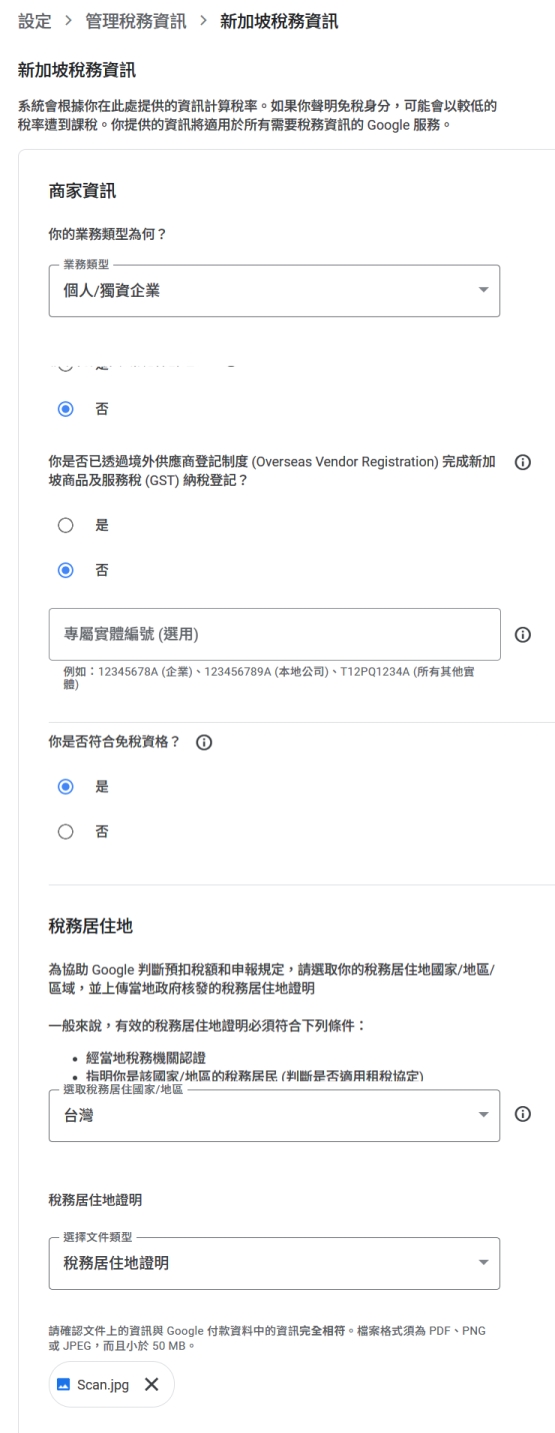 設定 > 管理稅務資訊 > 新加坡稅務資訊
新加坡稅務資訊
系統會根據你在此處提供的資訊計算稅率。如果你聲明免稅身分，可能會以較低的
稅率遭到課稅。你提供的資訊將適用於所有需要稅務資訊的 Google 服務。
商家資訊
你的業務類型為何？
業務類型
個人/獨資企業
否
你是否已透過境外供應商登記制度 (Overseas Vendor Registration) 完成新加
坡商品及服務稅 (GST) 納稅登記？
是
否
專屬實體編號 (選用)
例如：12345678A (企業)、123456789A (本地公司)、T12PQ1234A (所有其他實
體)
你是否符合免稅資格？
是
否
稅務居住地
為協助 Google 判斷預扣稅額和申報規定，請選取你的稅務居住地國家/地區/
區域，並上傳當地政府核發的稅務居住地證明
一般來說，有效的稅務居住地證明必須符合下列條件：
• 經當地稅務機關認證
• 指明你是該國家/地區的稅務居民 (判斷是否適用租稅協定)
選取稅務居住國家/地區
台灣
稅務居住地證明
選擇文件類型
稅務居住地證明
請確認文件上的資訊與 Google 付款資料中的資訊完全相符。檔案格式須為 PDF、PNG
或 JPEG，而且小於 50 MB。
Scan.jpg